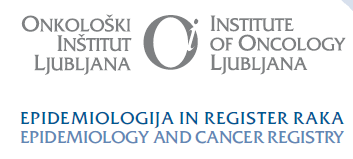 ONKOLOŠKI
INŠTITUT
LJUBLJANA
INSTITUTE
OF ONCOLOGY
LJUBLJANA
EPIDEMIOLOGIJA IN REGISTER RAKA
EPIDEMIOLOGY AND CANCER REGISTRY